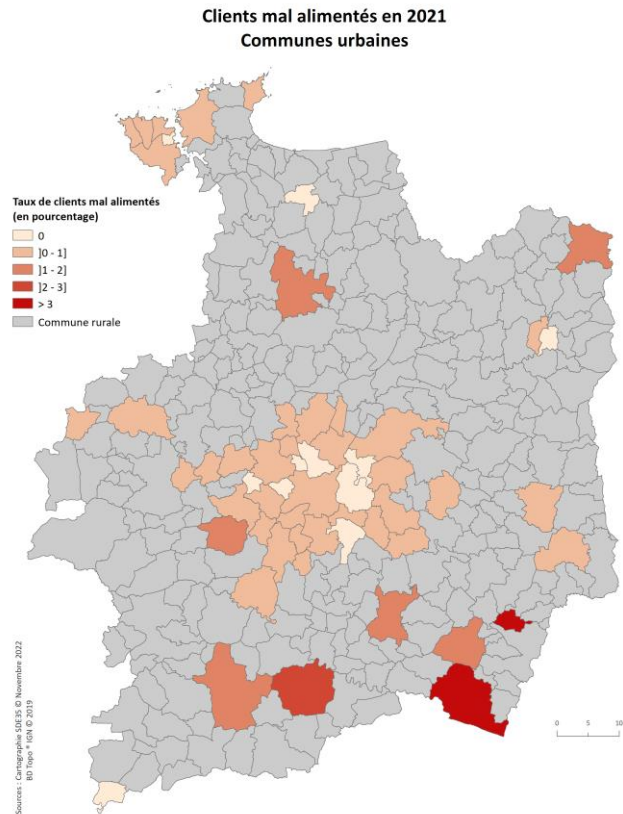 Clients mal alimentés en 2021
Communes urbaines
Taux de clients mal alimentés
(en pourcentage)
0
]0 - 1]
]1 - 2]
]2 - 3]
> 3
Commune rurale
Sources : Cartographie SDE35 © Novembre 2022
BD Topo ® IGN © 2019
0 5 10